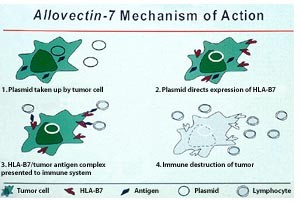 Allovectin-7 Mechanism of Action
1. Plasmid taken up by tumor cell
2. Plasmid directs expression of HLA-B7
3. HLA-B7/tumor antigen complex
presented to immune system
4. Immune destruction of tumor
Tumor cell HLA-B7 Antigen Plasmid Lymphocyte